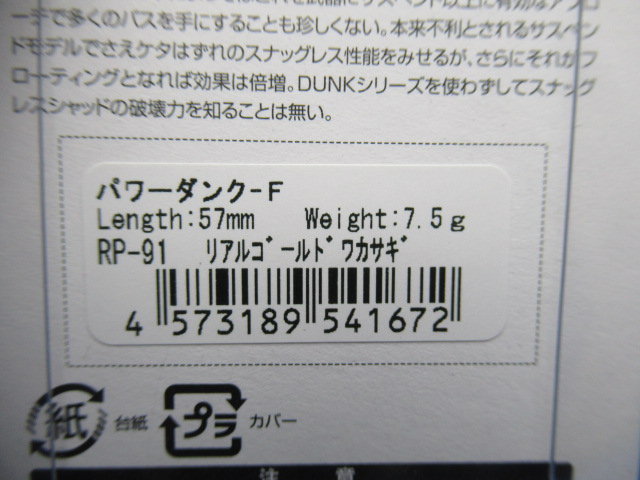 ーチで多くのバスを手にすることも珍しくない。本来不利とされるサスペン
ドモデルでさえケタはずれのスナッグレス性能をみせるが、さらにそれがフ
ローティングとなれば効果は倍増。DUNKシリーズを使わずしてスナッグ
レスシャッドの破壊力を知ることは無い。
パワーダンク-F
Length:57mm Weight:7.5g
RP-91 リアルゴールドワカサギ
4 573189 541672
紙 台紙 プラ カバー
注 意